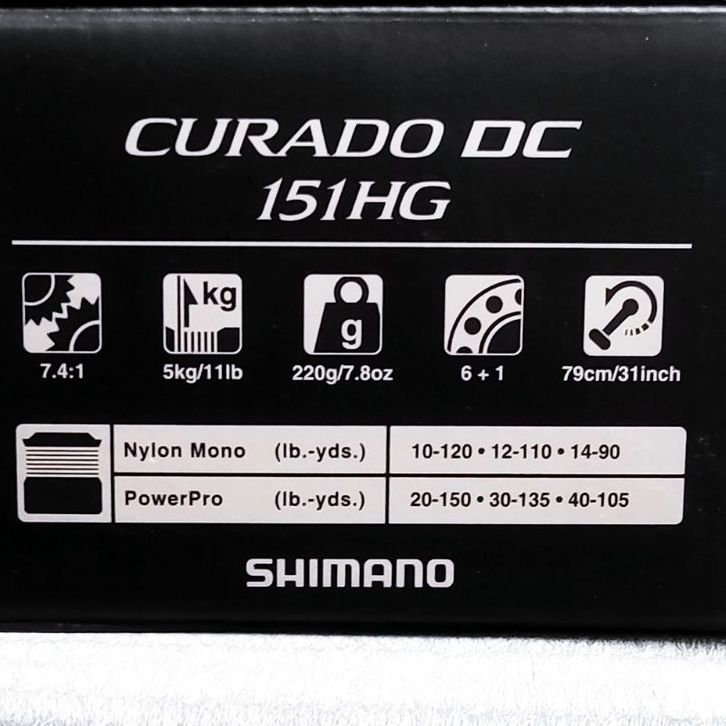 CURADO DC
151HG
kg
g
7.4:1 5kg/11lb 220g/7.8oz 6 + 1 79cm/31inch
Nylon Mono (lb.-yds.) 10-120 • 12-110 • 14-90
PowerPro (lb.-yds.) 20-150 • 30-135 • 40-105
SHIMANO